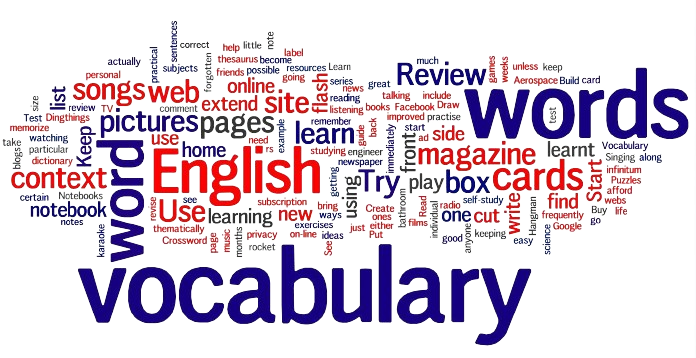 sentences
correct
help
little
note
label
actually
practical
subjects
forgotten
thesaurus
become
friends
possible
resources
Learn
personal
going
online
flash
series
great
much
Review
games
weeks
unless
keep
Aerospace
Build
card
size
list
songs
web
news
reading
talking
include
review
TV
comment
extend
site
listening
books
Facebook
Draw
words
test
Test
Dingthings
pictures
pages
example
remember
guide
back
improved
practise
memorize
Keep
use
need
rs
learn
immediately
front
start
ad
side
take
blogs
watching
particular
dictionary
word
home
studying
engineer
newspaper
magazine
learnt
Vocabulary
Singing
along
context
English
getting
using
Try
play
box
cards
Start
infinitum
Puzzles
afford
webs
life
certain
Notebooks
notebook
notes
revise
see
Use
learning
subscription
new
bring
ways
exercises
Create
ones
either
Put
just
bathroom
films
Read
individual
radio
self-study
one
cut
write
find
frequently
Google
Buy
go
karaoke
thematically
Crossword
page
music
months
privacy
rocket
on-line
ideas
See
good
anyone
keeping
easy
Hangman
science
vocabulary